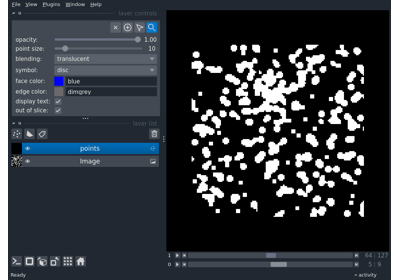 File View Plugins Window Help
layer controls
opacity: 1.00
point size: 10
blending: translucent
symbol: disc
face color: blue
edge color: dimgrey
display text:
out of slice:
layer list
points
Image
1 64 127
0 5 9
Ready activity